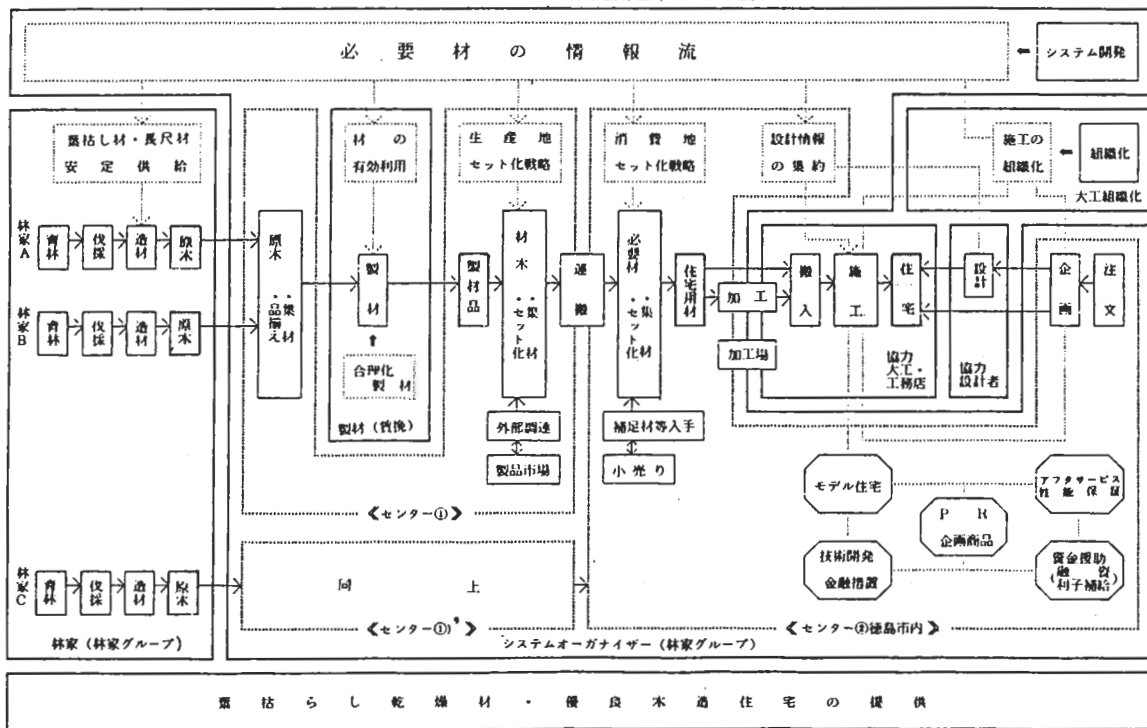 必要材の情報流
システム開発
葉枯し材・長尺材
安定供給
材の
有効利用
生産地
セット化戦略
消費地
セット化戦略
設計情報
の集約
施工の
組織化
組織化
大工組織化
林家A
育林
伐採
造材
原木
林家B
育林
伐採
造材
原木
原木
・集材
・品揃え
製材
合理化
製材
製材(賃挽)
製材品
材木
・集材
・セット化
外部調達
製品市場
運搬
必要材
・集材
・セット化
補足材等入手
小売り
住宅用材
加工
加工場
搬入
施工
住宅
設計
企画
注文
協力
大工・
工務店
協力
設計者
モデル住宅
アフタサービス
性能保証
PR
企画商品
技術開発
金融措置
資金援助
(融資
利子補給)
≪センター①≫
林家C
育林
伐採
造材
原木
同上
≪センター①'≫
≪センター②徳島市内≫
林家(林家グループ)
システムオーガナイザー(林家グループ)
葉枯らし乾燥材・優良木造住宅の提供